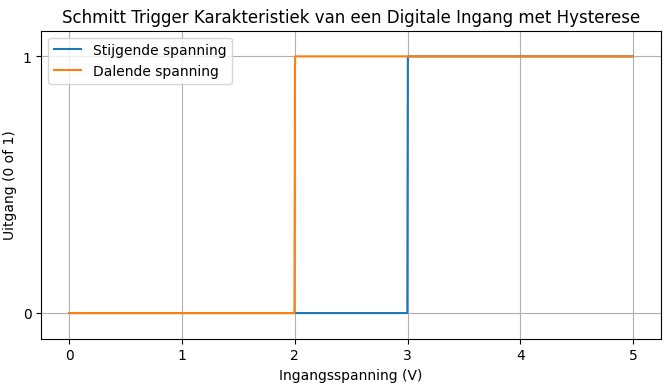 Schmitt Trigger Karakteristiek van een Digitale Ingang met Hysterese
Stijgende spanning
Dalende spanning
Uitgang (0 of 1)
1
0
0 1 2 3 4 5
Ingangsspanning (V)